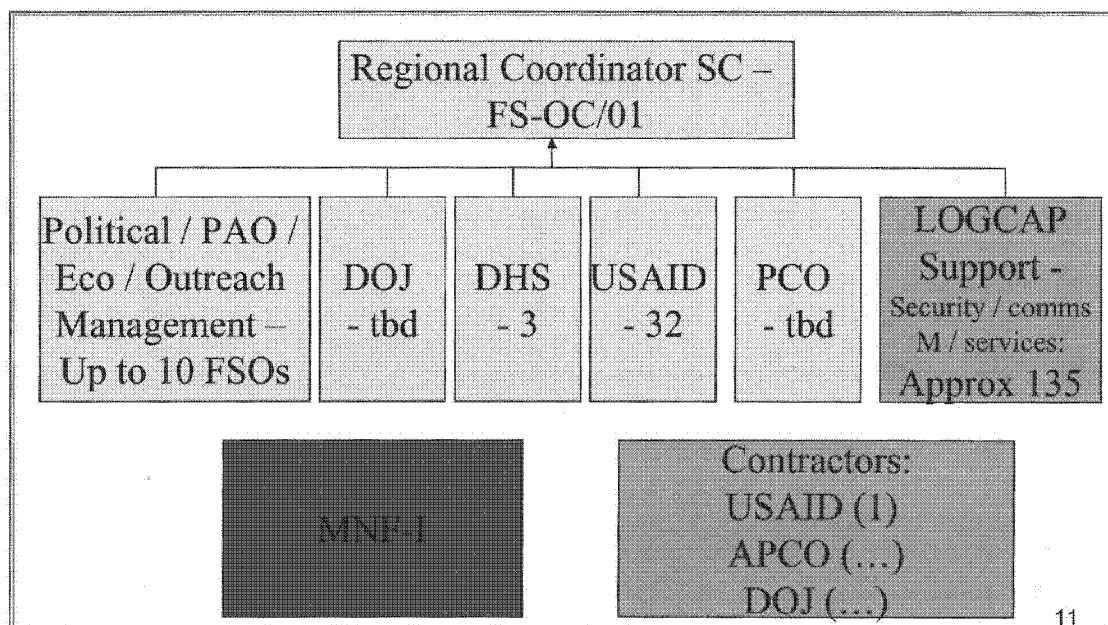 Regional Coordinator SC –
FS-OC/01
Political / PAO /
Eco / Outreach
Management –
Up to 10 FSOs
DOJ
- tbd
DHS
- 3
USAID
- 32
PCO
- tbd
LOGCAP
Support -
Security / comms
M / services:
Approx 135
MNF-I
Contractors:
USAID (1)
APCO (…)
DOJ (…)
11